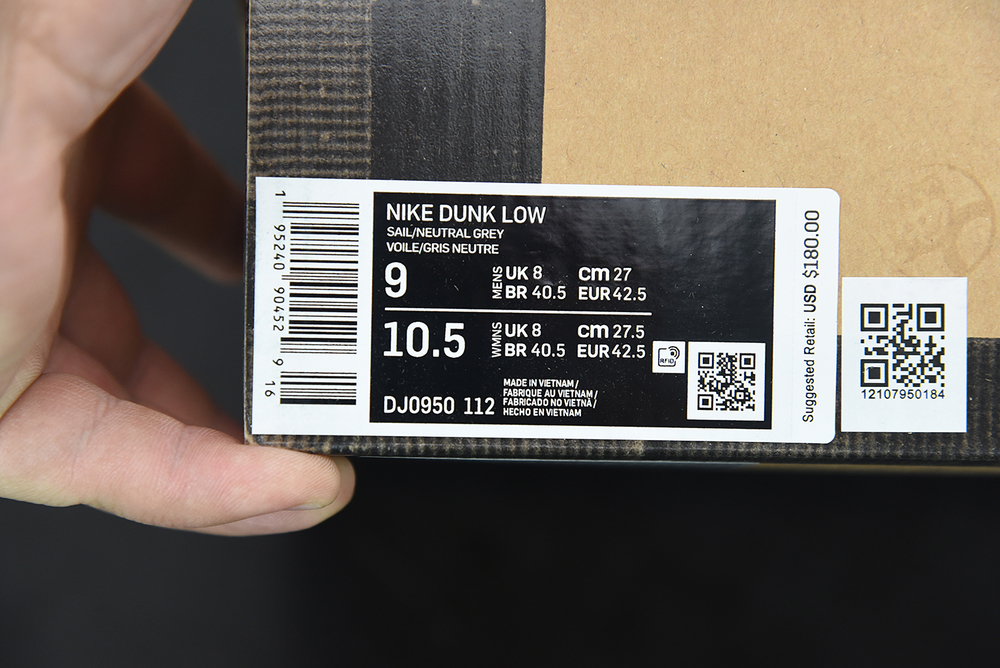 1 95240 90452 9
16
NIKE DUNK LOW
SAIL/NEUTRAL GREY
VOILE/GRIS NEUTRE
9
MENS
UK 8 cm 27
BR 40.5 EUR 42.5
10.5
WMNS
UK 8 cm 27.5
BR 40.5 EUR 42.5
RFID
DJ0950 112
MADE IN VIETNAM /
FABRIQUE AU VIETNAM /
FABRICADO NO VIETNÃ /
HECHO EN VIETNAM
Suggested Retail: USD $180.00
12107950184